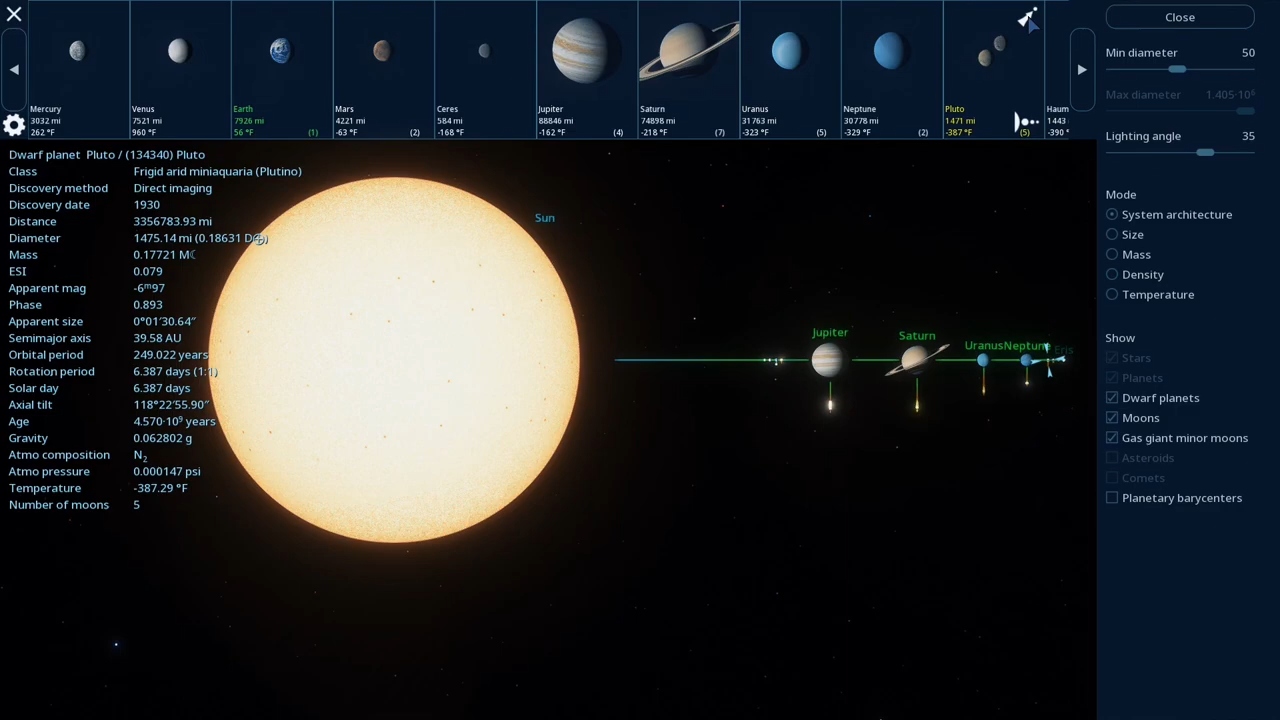 Mercury
3032 mi
262 °F
Venus
7521 mi
960 °F
Earth
7926 mi
56 °F (1)
Mars
4221 mi
-63 °F (2)
Ceres
584 mi
-168 °F
Jupiter
88846 mi
-162 °F (4)
Saturn
74898 mi
-218 °F (7)
Uranus
31763 mi
-323 °F (5)
Neptune
30778 mi
-329 °F (2)
Pluto
1471 mi
-387 °F (5)
Haum
1443
-390 °
Close
Min diameter 50
Max diameter 1.405·10⁶
Lighting angle 35
Mode
System architecture
Size
Mass
Density
Temperature
Show
Stars
Planets
Dwarf planets
Moons
Gas giant minor moons
Asteroids
Comets
Planetary barycenters
Dwarf planet Pluto / (134340) Pluto
Class Frigid arid miniaquaria (Plutino)
Discovery method Direct imaging
Discovery date 1930
Distance 3356783.93 mi
Diameter 1475.14 mi (0.18631 D⊕)
Mass 0.17721 M☾
ESI 0.079
Apparent mag -6ᵐ97
Phase 0.893
Apparent size 0°01′30.64″
Semimajor axis 39.58 AU
Orbital period 249.022 years
Rotation period 6.387 days (1:1)
Solar day 6.387 days
Axial tilt 118°22′55.90″
Age 4.570·10⁹ years
Gravity 0.062802 g
Atmo composition N₂
Atmo pressure 0.000147 psi
Temperature -387.29 °F
Number of moons 5
Sun
Jupiter
Saturn
Uranus
Neptun
Eris